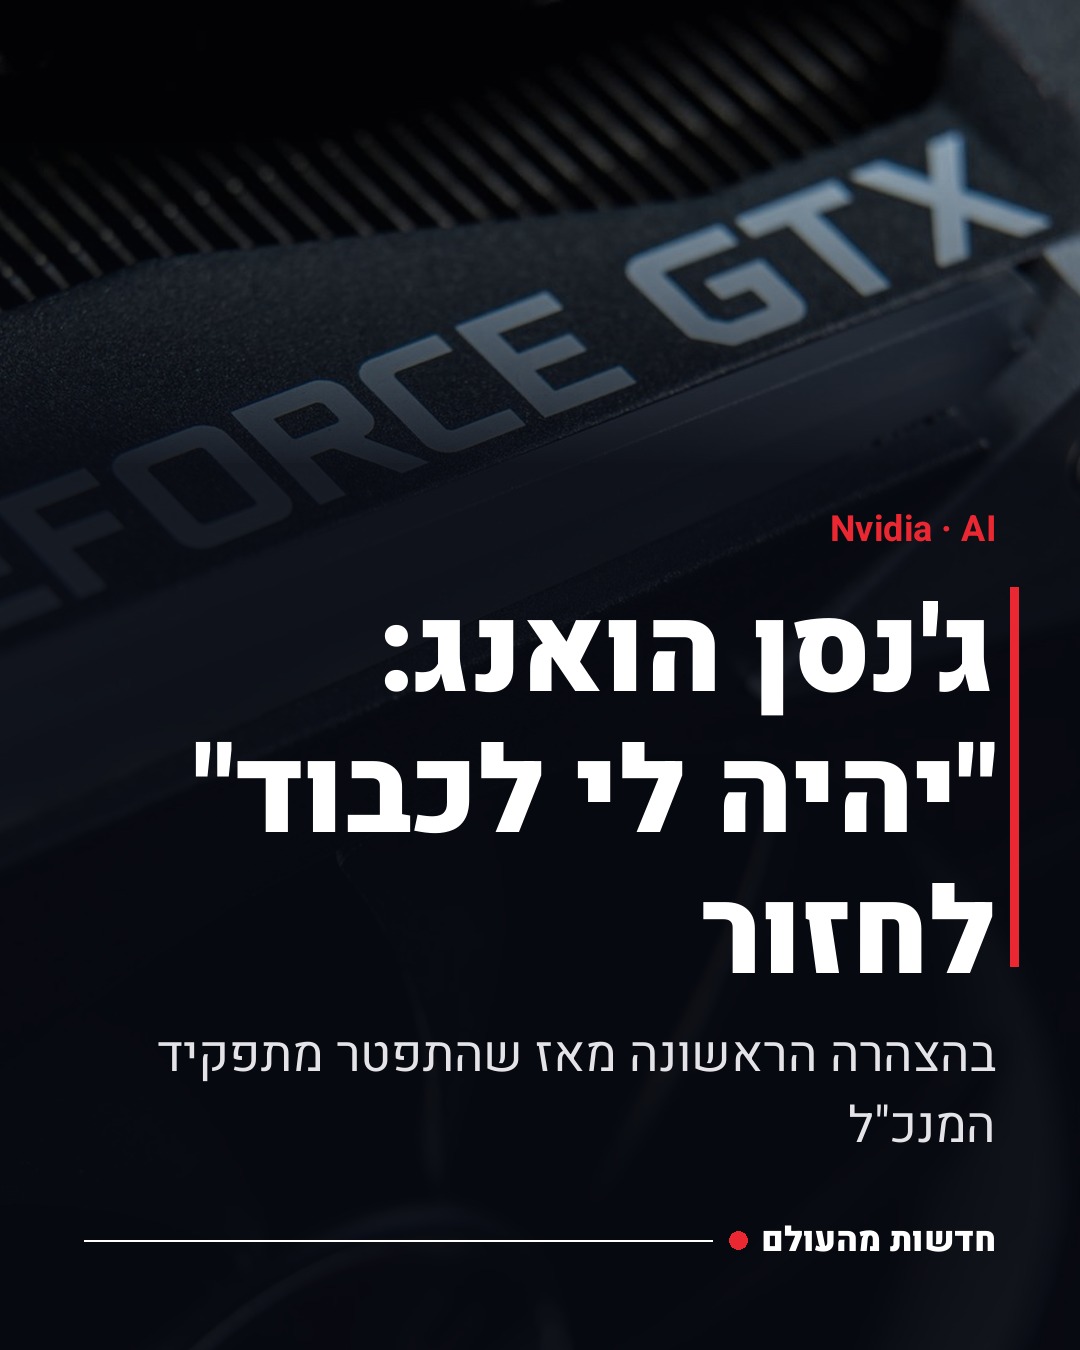 EFORCE GTX
Nvidia · AI
ג'נסן הואנג:
"יהיה לי לכבוד"
לחזור
בהצהרה הראשונה מאז שהתפטר מתפקיד
המנכ"ל
חדשות מהעולם